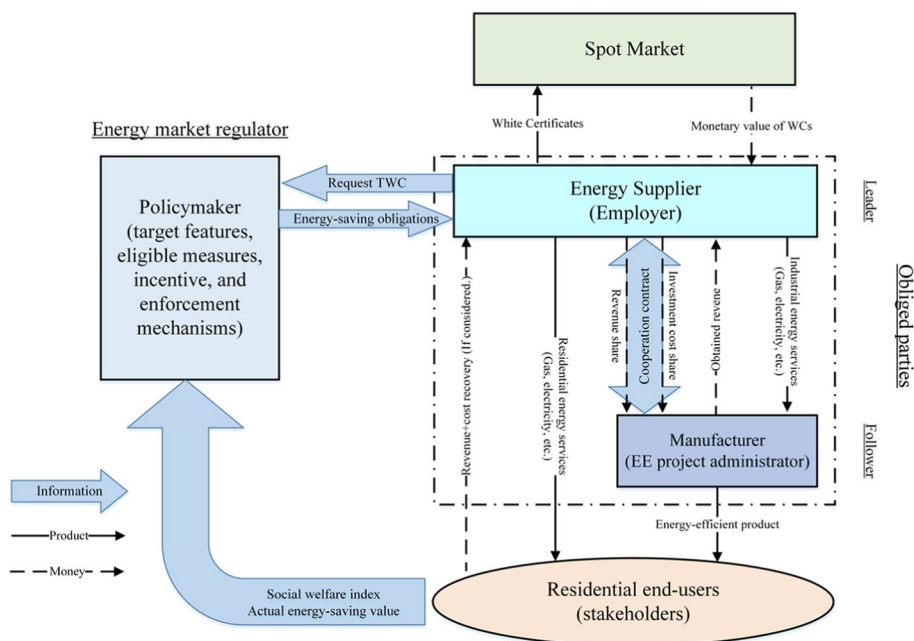 Spot Market
White Certificates
Monetary value of WCs
Energy market regulator
Policymaker
(target features,
eligible measures,
incentive, and
enforcement
mechanisms)
Request TWC
Energy-saving obligations
Energy Supplier
(Employer)
Leader
Obliged parties
Follower
Revenue+cost recovery (If considered.)
Residential energy services
(Gas, electricity, etc.)
Revenue share
Cooperation contract
Investment cost share
Obtained revene
Industrial energy services
(Gas, electricity, etc.)
Manufacturer
(EE project administrator)
Energy-efficient product
Information
Product
Money
Social welfare index
Actual energy-saving value
Residential end-users
(stakeholders)